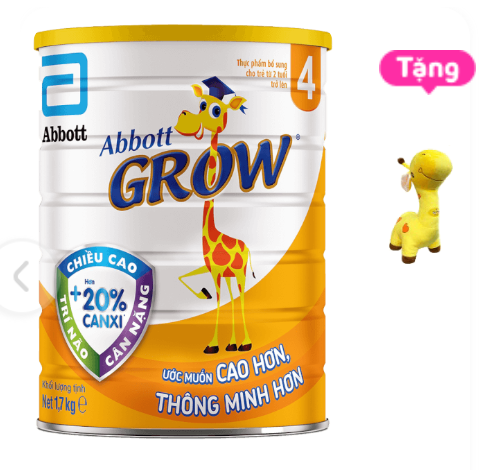 Thực phẩm bổ sung
cho trẻ từ 2 tuổi
trở lên
4
Abbott
Abbott
GROW®
CHIỀU CAO
TRÍ NÃO
CÂN NẶNG
Hơn
+20%
CANXI
ƯỚC MUỐN CAO HƠN,
THÔNG MINH HƠN
Khối lượng tịnh
Net 1,7 kg ℮
Tặng